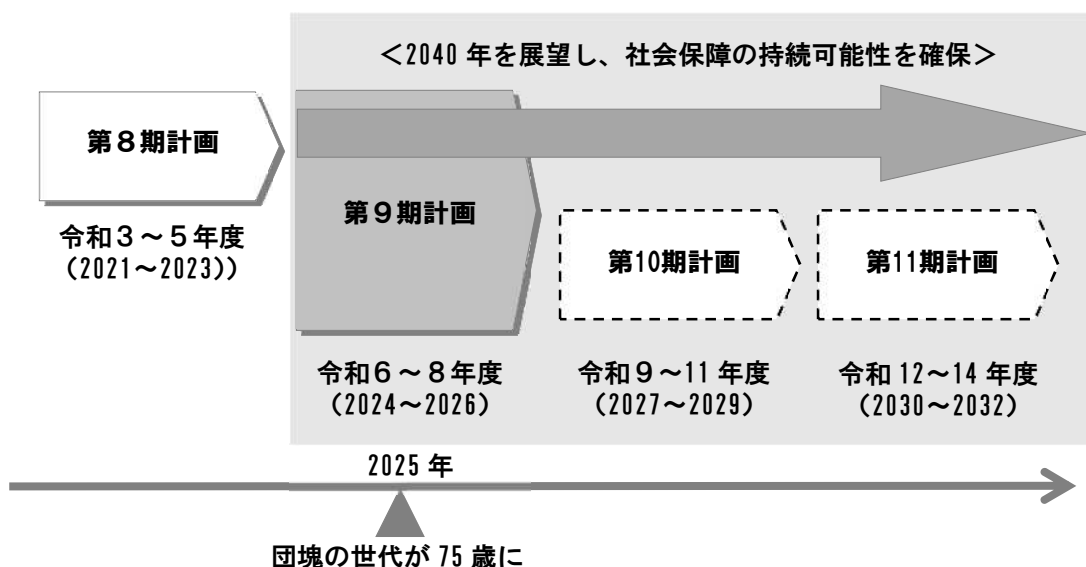 ＜2040 年を展望し、社会保障の持続可能性を確保＞
第８期計画
令和３～５年度
（2021～2023））
第９期計画
令和６～８年度
（2024～2026）
第10期計画
令和９～11 年度
（2027～2029）
第11期計画
令和 12～14 年度
（2030～2032）
2025 年
団塊の世代が 75 歳に